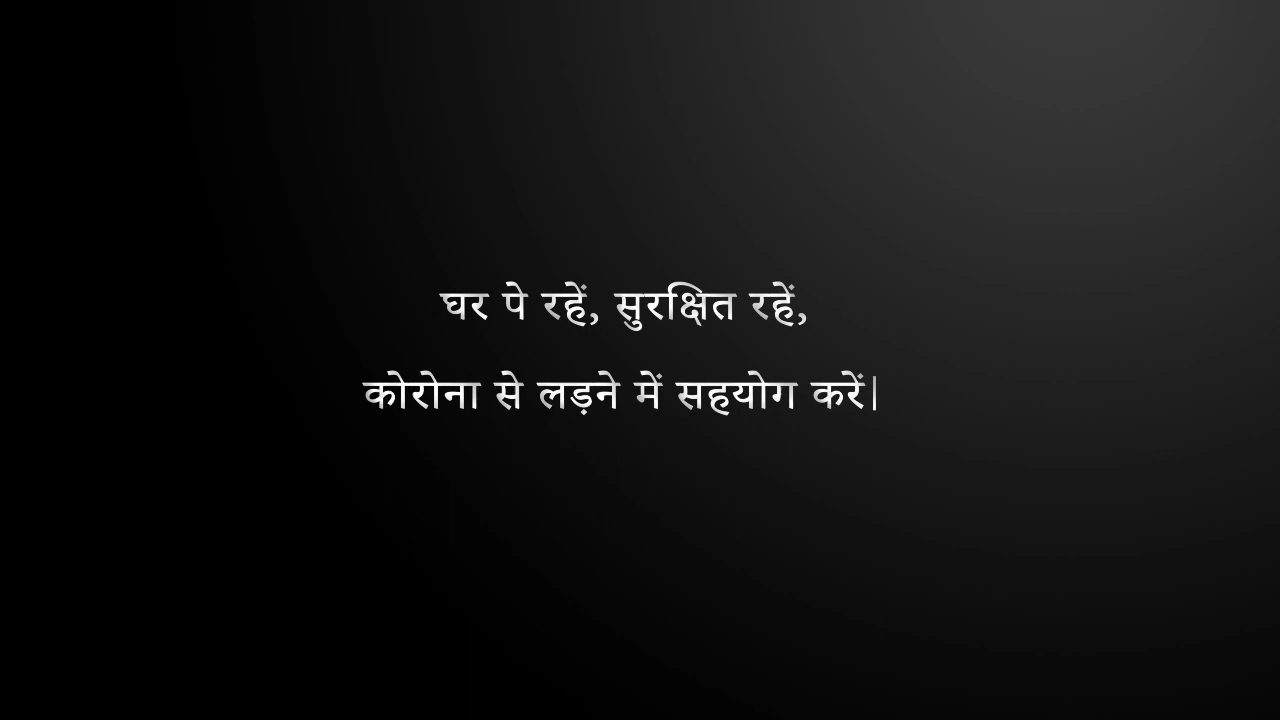 घर पे रहें, सुरक्षित रहें,
कोरोना से लड़ने में सहयोग करें|